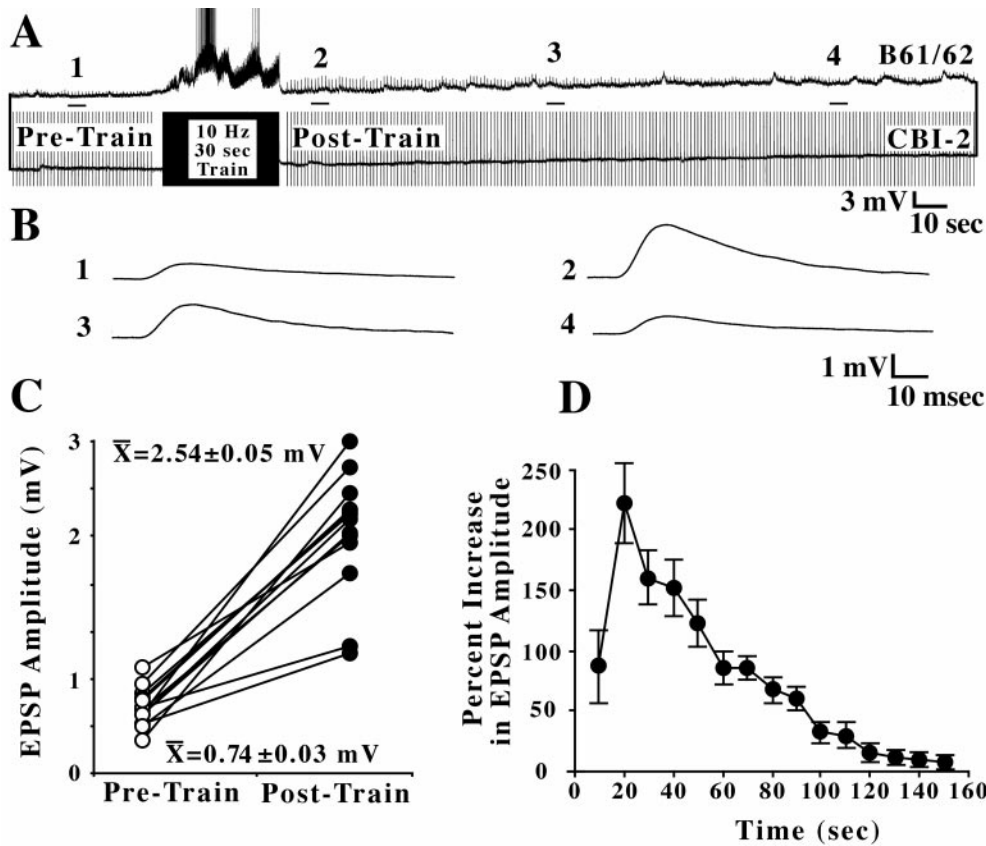 A
1
2
3
4
B61/62
Pre-Train
10 Hz
30 sec
Train
Post-Train
CBI-2
3 mV
10 sec
B
1
2
3
4
1 mV
10 msec
C
EPSP Amplitude (mV)
3
2
1
0
X̅=2.54±0.05 mV
X̅=0.74±0.03 mV
Pre-Train
Post-Train
D
Percent Increase
in EPSP Amplitude
250
200
150
100
50
0
0 20 40 60 80 100 120 140 160
Time (sec)